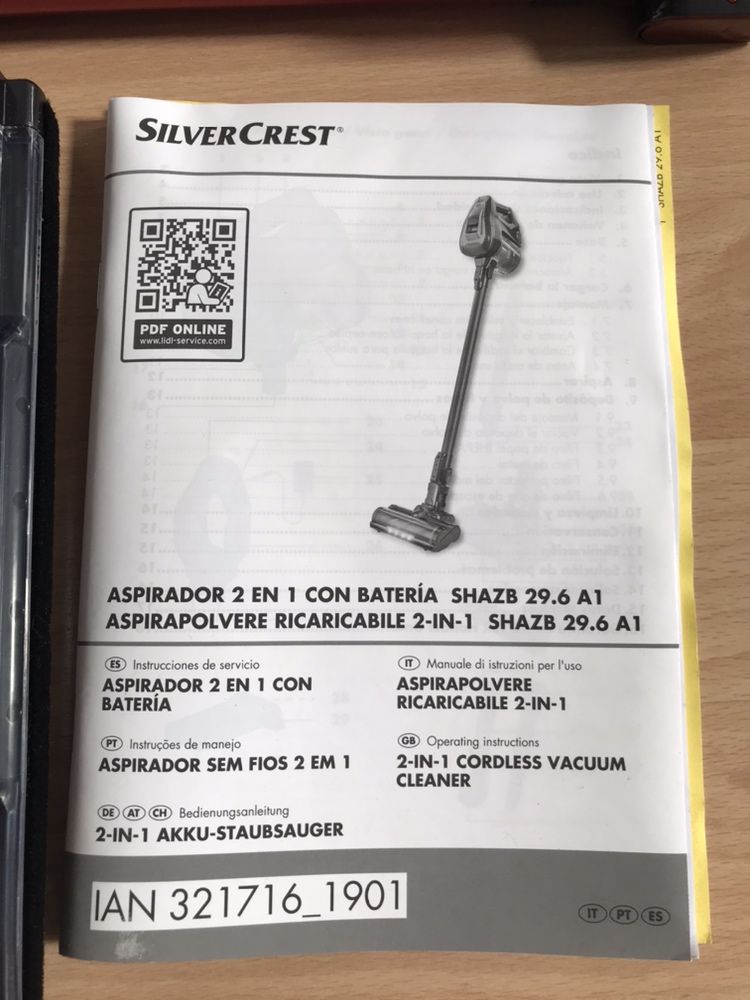 SILVERCREST®
SHAZB 29.6 A1
PDF ONLINE
www.lidl-service.com
ASPIRADOR 2 EN 1 CON BATERÍA SHAZB 29.6 A1
ASPIRAPOLVERE RICARICABILE 2-IN-1 SHAZB 29.6 A1
ES Instrucciones de servicio
ASPIRADOR 2 EN 1 CON
BATERÍA
IT Manuale di istruzioni per l'uso
ASPIRAPOLVERE
RICARICABILE 2-IN-1
PT Instruções de manejo
ASPIRADOR SEM FIOS 2 EM 1
GB Operating instructions
2-IN-1 CORDLESS VACUUM
CLEANER
DE AT CH Bedienungsanleitung
2-IN-1 AKKU-STAUBSAUGER
IAN 321716_1901
IT PT ES